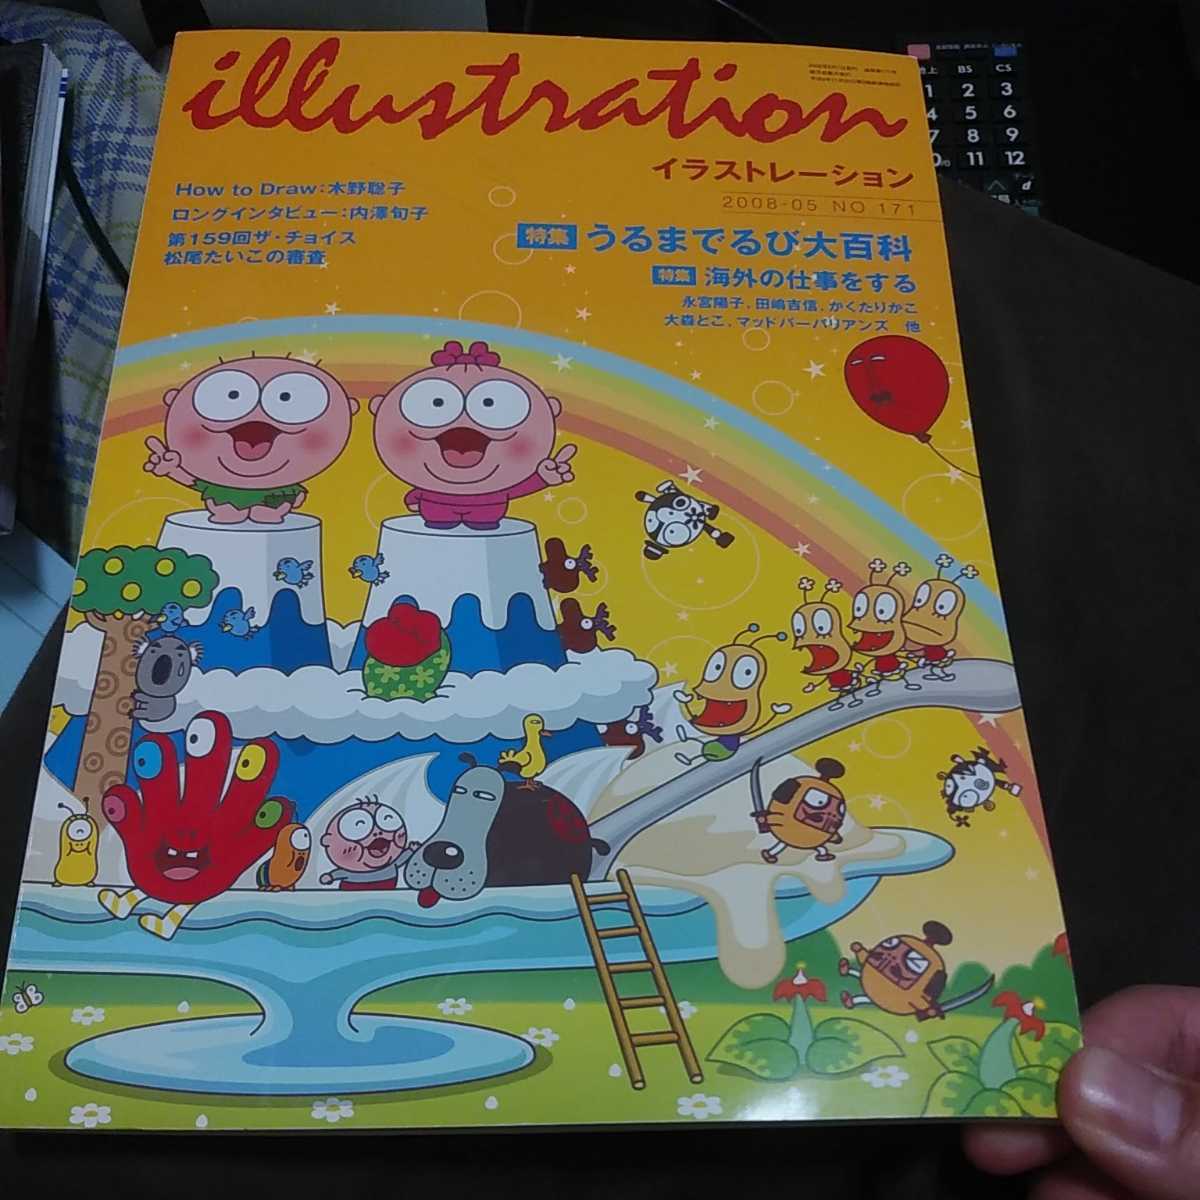 illustration
イラストレーション
2008-05 NO 171
How to Draw:木野聡子
ロングインタビュー:内澤旬子
第159回ザ・チョイス
松尾たいこの審査
特集 うるまでるび大百科
特集 海外の仕事をする
永宮陽子、田嶋吉信、かくたりかこ
大森とこ、マッドバーバリアンズ 他
BS CS
1 2 3
4 5 6
7 8 9
11 12
d